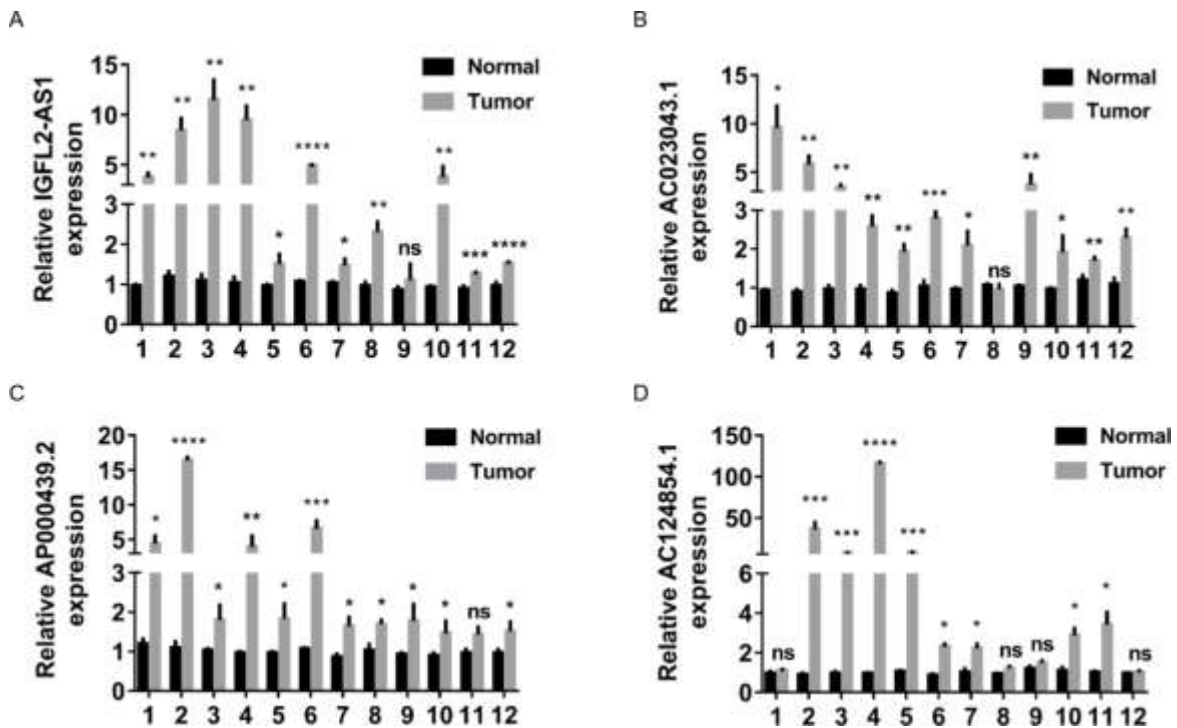 A
Relative IGFL2-AS1
expression
Normal
Tumor
15
10
5
3
2
1
0
** ** ** ** * **** * ** ns ** *** ****
1 2 3 4 5 6 7 8 9 10 11 12
B
Relative AC023043.1
expression
Normal
Tumor
15
10
5
3
2
1
0
* ** ** ** ** *** * ns ** * ** **
1 2 3 4 5 6 7 8 9 10 11 12
C
Relative AP000439.2
expression
Normal
Tumor
20
15
10
5
3
2
1
0
* **** * ** * *** * * * * ns *
1 2 3 4 5 6 7 8 9 10 11 12
D
Relative AC124854.1
expression
Normal
Tumor
150
100
50
6
4
2
0
ns *** *** **** *** * * ns ns * * ns
1 2 3 4 5 6 7 8 9 10 11 12